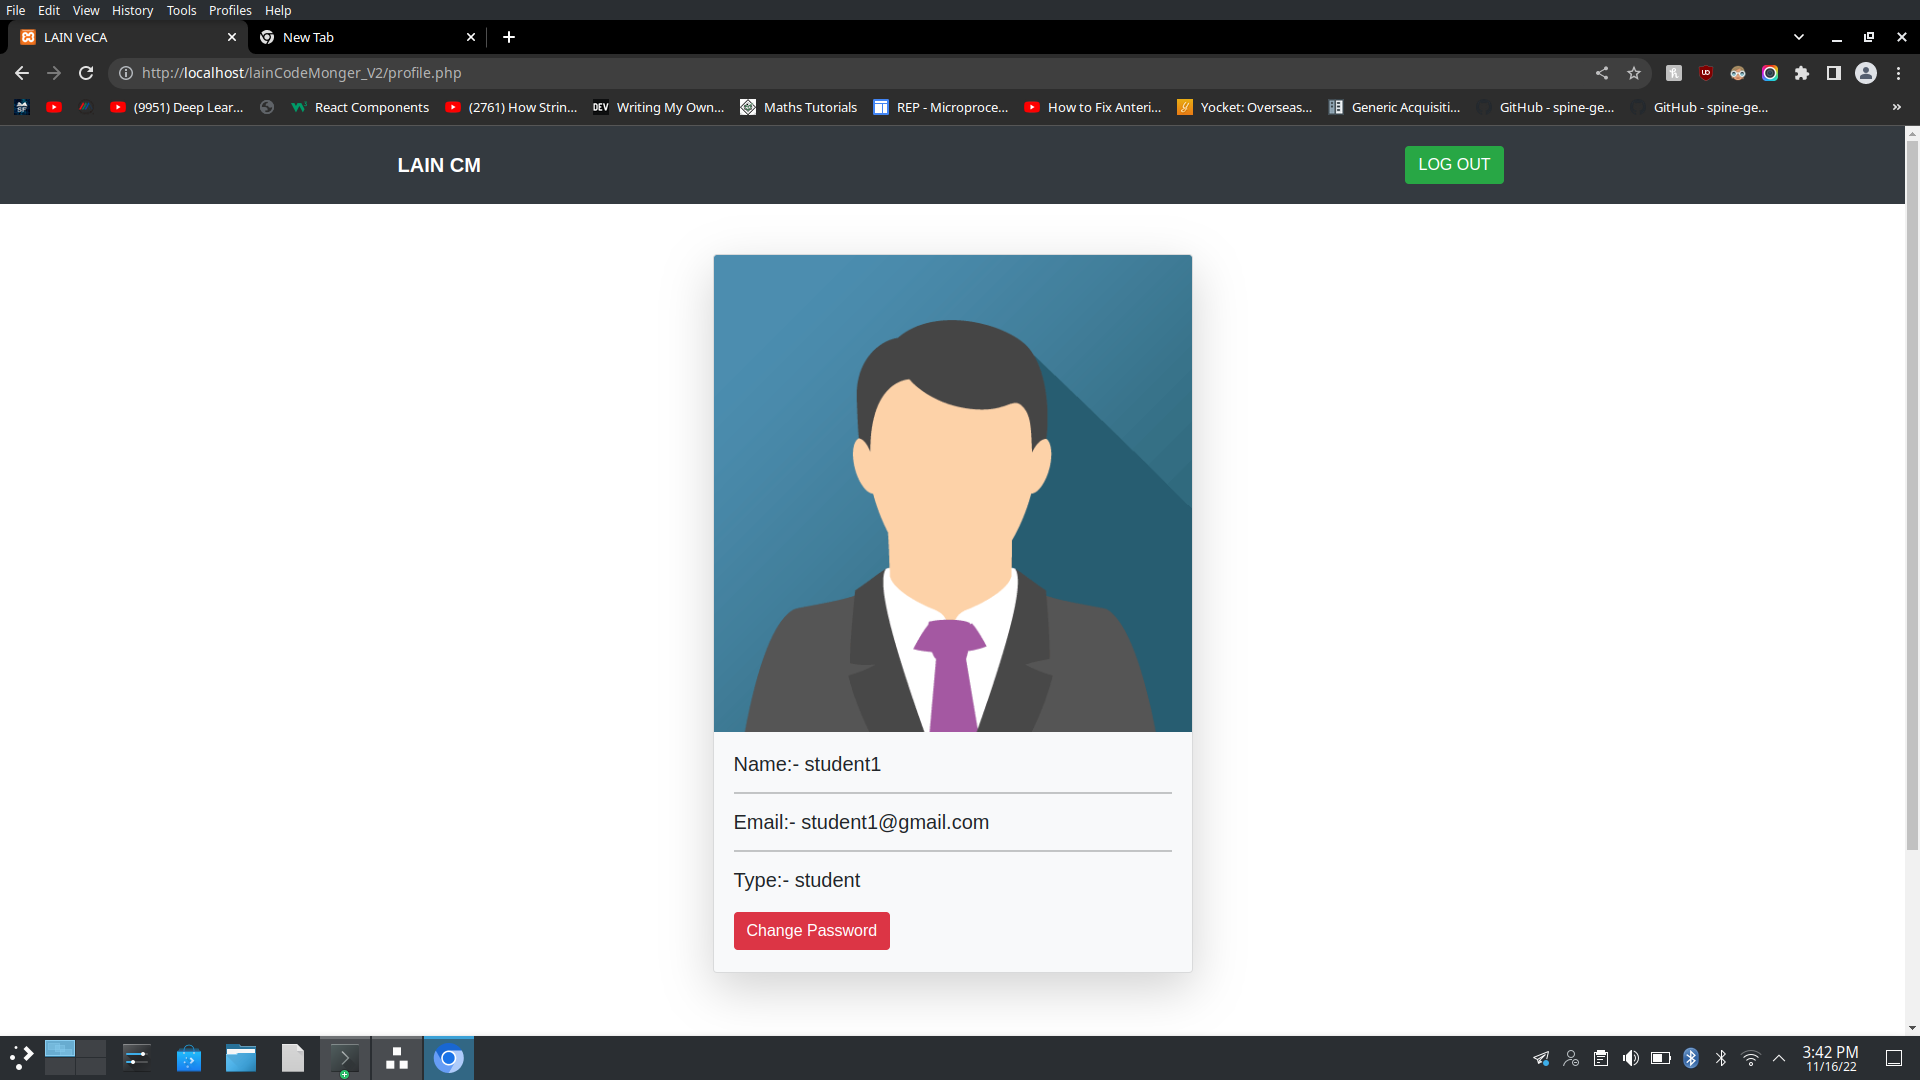 File Edit View History Tools Profiles Help
LAIN VeCA
New Tab
http://localhost/lainCodeMonger_V2/profile.php
(9951) Deep Lear...
React Components
(2761) How Strin...
DEV Writing My Own...
Maths Tutorials
REP - Microproce...
How to Fix Anteri...
Yocket: Overseas...
Generic Acquisiti...
GitHub - spine-ge...
GitHub - spine-ge...
LAIN CM
LOG OUT
Name:- student1
Email:- student1@gmail.com
Type:- student
Change Password
3:42 PM
11/16/22